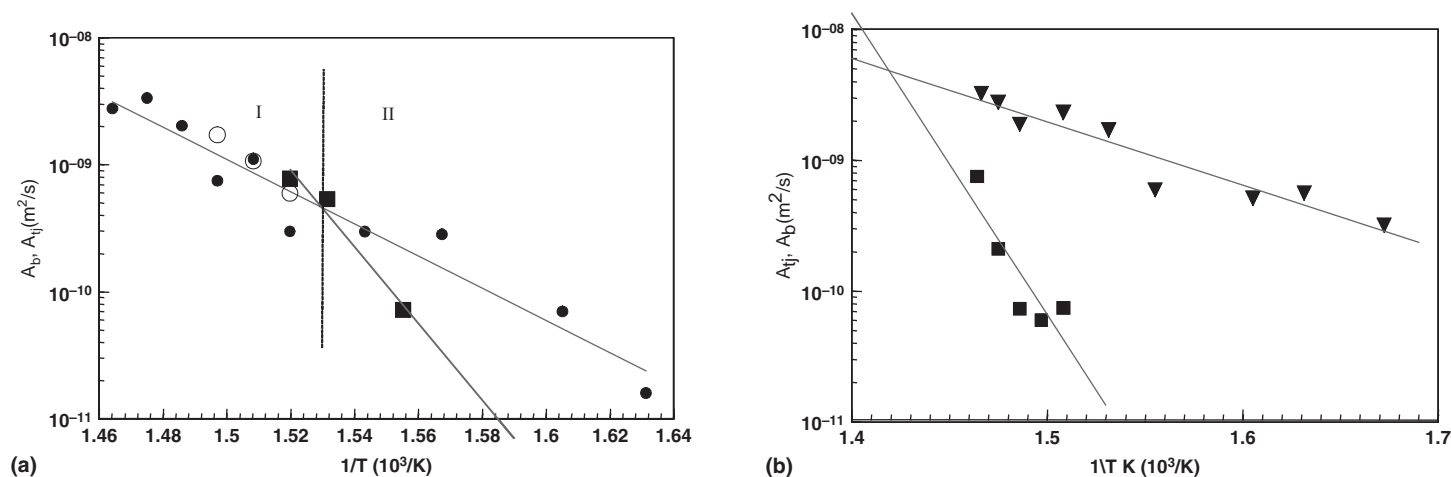 10⁻⁰⁸
10⁻⁰⁹
10⁻¹⁰
10⁻¹¹
A_b, A_tj(m²/s)
I
II
1.46 1.48 1.5 1.52 1.54 1.56 1.58 1.6 1.62 1.64
1/T (10³/K)
(a)
10⁻⁰⁸
10⁻⁰⁹
10⁻¹⁰
10⁻¹¹
A_tj, A_b(m²/s)
1.4 1.5 1.6 1.7
1\T K (10³/K)
(b)